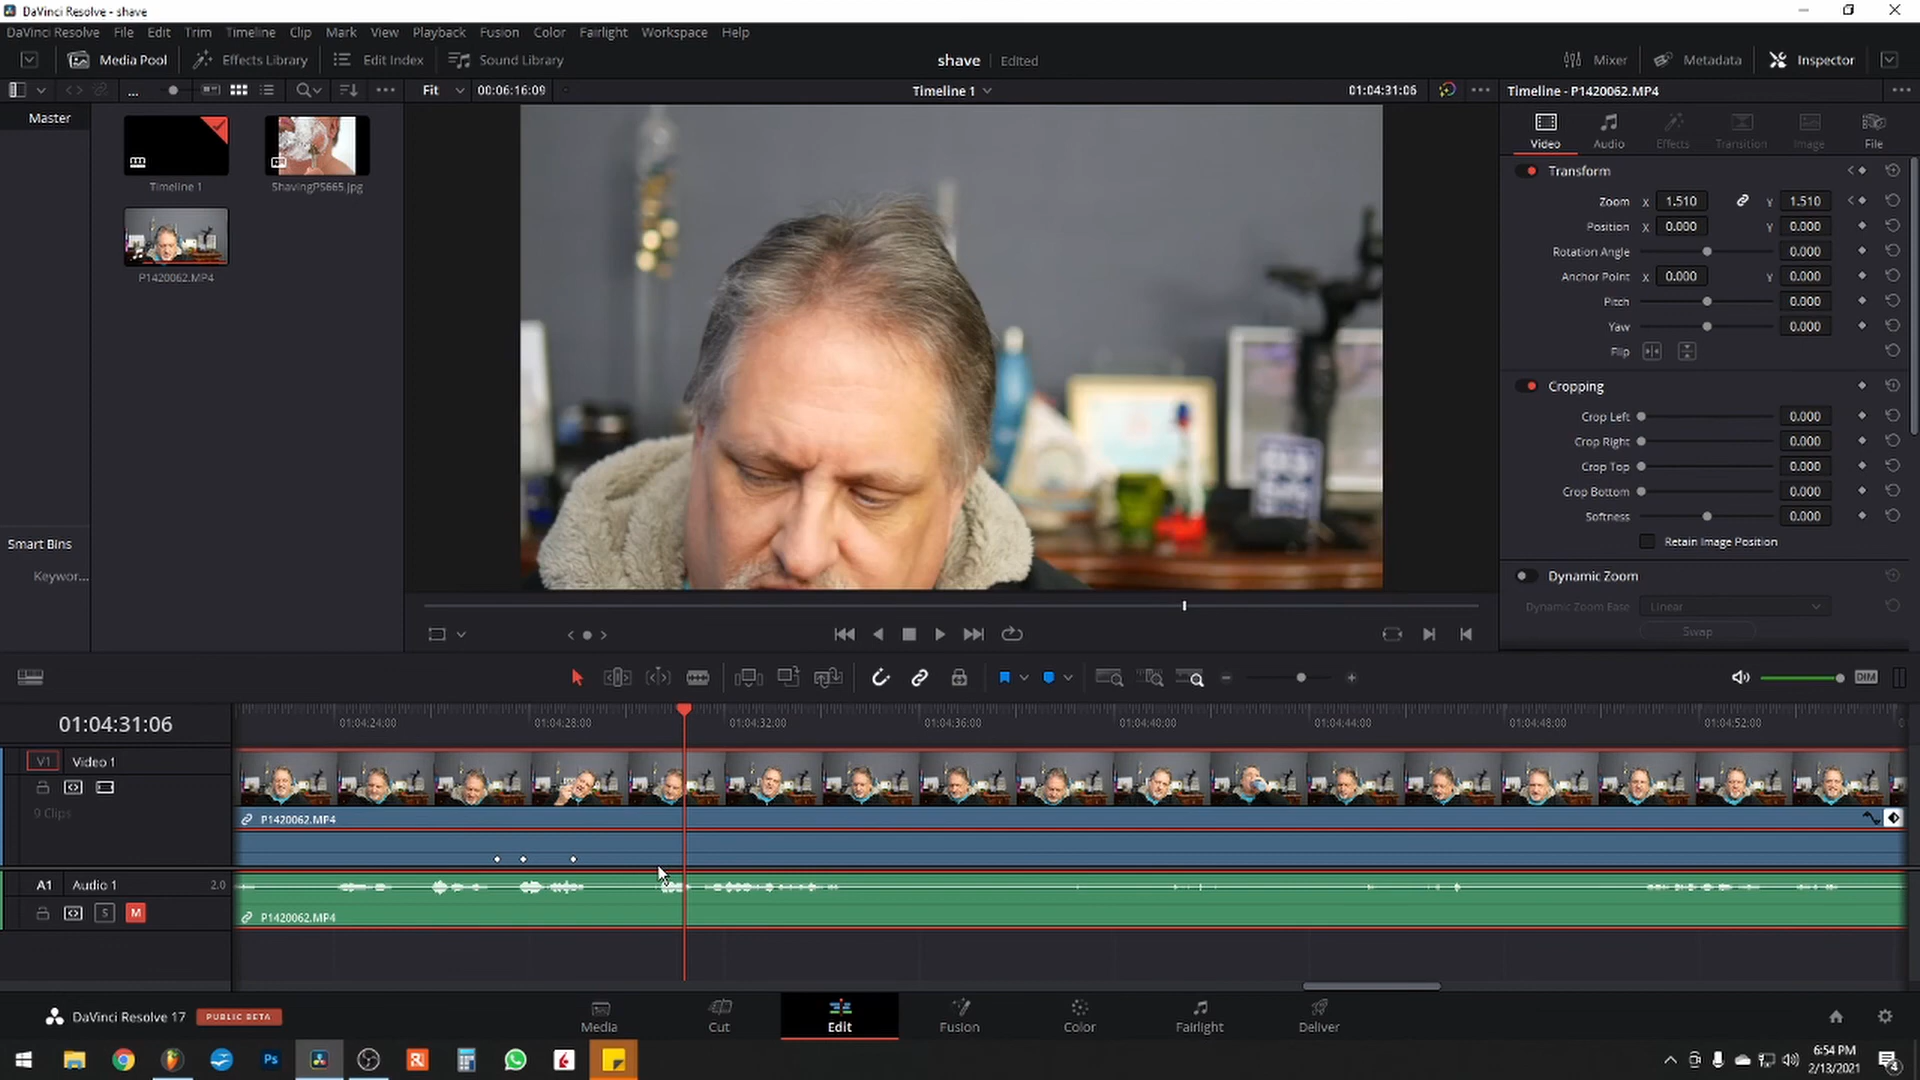 DaVinci Resolve - shave
DaVinci Resolve File Edit Trim Timeline Clip Mark View Playback Fusion Color Fairlight Workspace Help
Media Pool Effects Library Edit Index Sound Library shave Edited Mixer Metadata Inspector
... Fit 00:06:16:09 Timeline 1 01:04:31:06 Timeline - P1420062.MP4
Master
Timeline 1 ShavingPS665.jpg
P1420062.MP4
Smart Bins
Keywor...
Video Audio Effects Transition Image File
Transform
Zoom X 1.510 Y 1.510
Position X 0.000 Y 0.000
Rotation Angle 0.000
Anchor Point X 0.000 Y 0.000
Pitch 0.000
Yaw 0.000
Flip
Cropping
Crop Left 0.000
Crop Right 0.000
Crop Top 0.000
Crop Bottom 0.000
Softness 0.000
Retain Image Position
Dynamic Zoom
Dynamic Zoom Ease Linear
Swap
DIM
01:04:31:06
01:04:24:00 01:04:28:00 01:04:32:00 01:04:36:00 01:04:40:00 01:04:44:00 01:04:48:00 01:04:52:00
V1 Video 1
9 Clips
P1420062.MP4
A1 Audio 1 2.0
S M
P1420062.MP4
DaVinci Resolve 17 PUBLIC BETA
Media Cut Edit Fusion Color Fairlight Deliver
Ps
6:54 PM
2/13/2021
4